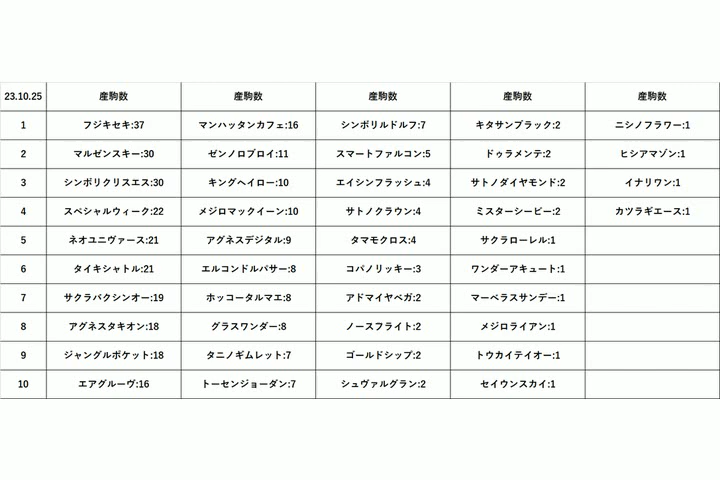 23.10.25 産駒数 産駒数 産駒数 産駒数 産駒数
1 フジキセキ:37 マンハッタンカフェ:16 シンボリルドルフ:7 キタサンブラック:2 ニシノフラワー:1
2 マルゼンスキー:30 ゼンノロブロイ:11 スマートファルコン:5 ドゥラメンテ:2 ヒシアマゾン:1
3 シンボリクリスエス:30 キングヘイロー:10 エイシンフラッシュ:4 サトノダイヤモンド:2 イナリワン:1
4 スペシャルウィーク:22 メジロマックイーン:10 サトノクラウン:4 ミスターシービー:2 カツラギエース:1
5 ネオユニヴァース:21 アグネスデジタル:9 タマモクロス:4 サクラローレル:1
6 タイキシャトル:21 エルコンドルパサー:8 コパノリッキー:3 ワンダーアキュート:1
7 サクラバクシンオー:19 ホッコータルマエ:8 アドマイヤベガ:2 マーベラスサンデー:1
8 アグネスタキオン:18 グラスワンダー:8 ノースフライト:2 メジロライアン:1
9 ジャングルポケット:18 タニノギムレット:7 ゴールドシップ:2 トウカイテイオー:1
10 エアグルーヴ:16 トーセンジョーダン:7 シュヴァルグラン:2 セイウンスカイ:1